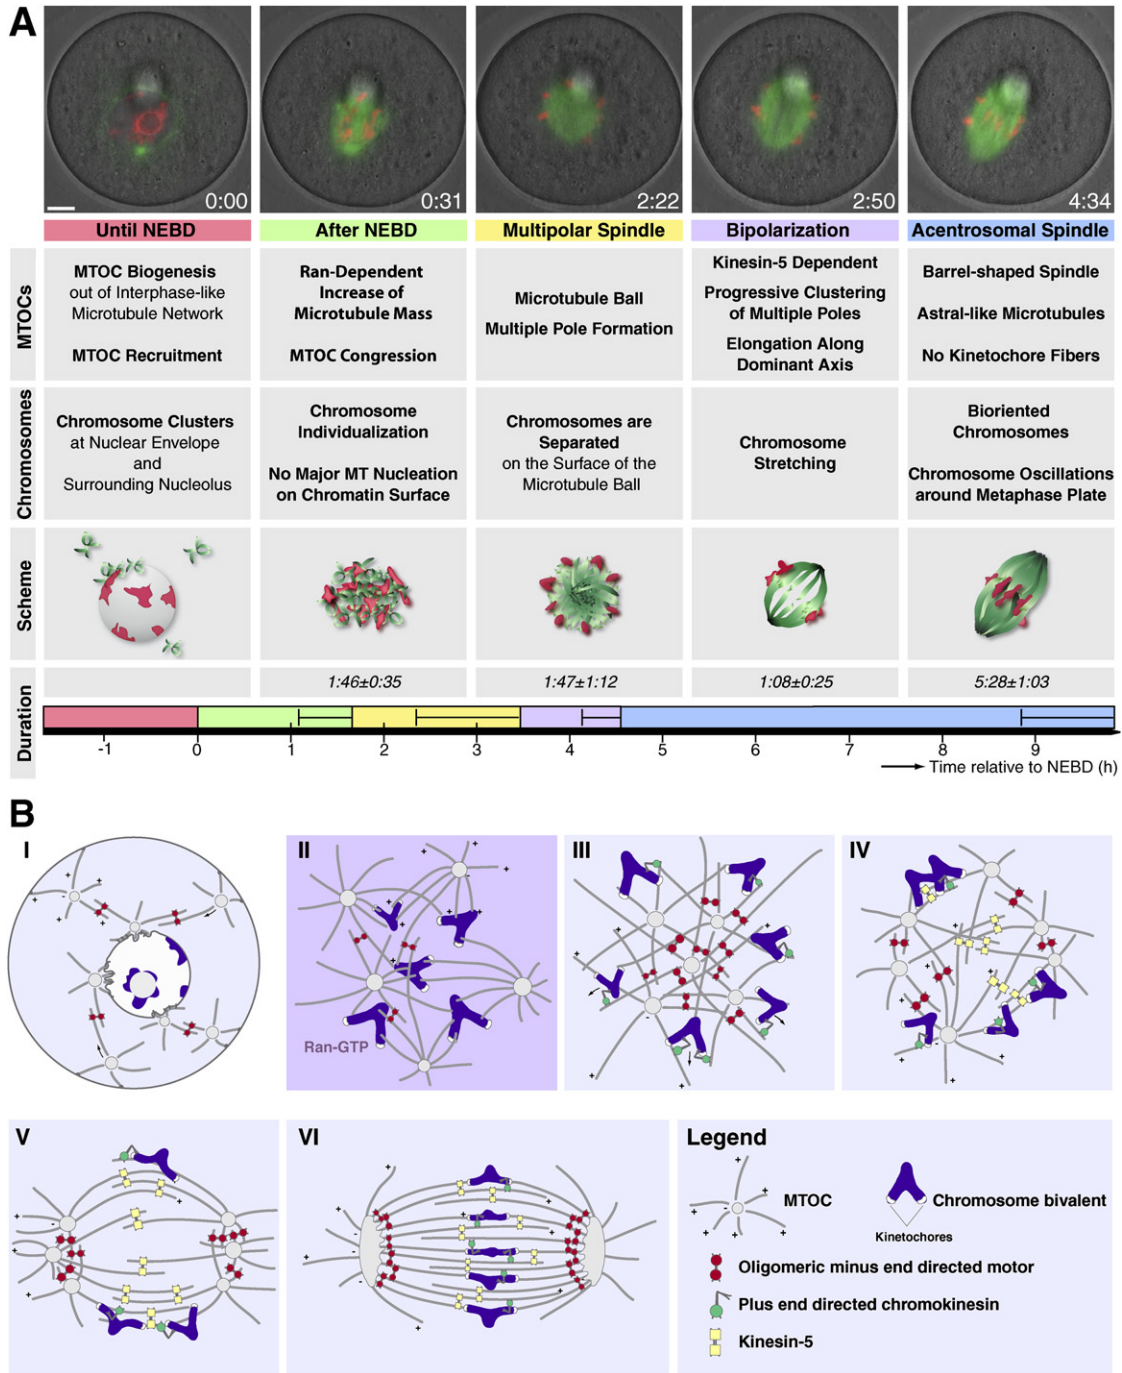 A
0:00
0:31
2:22
2:50
4:34
Until NEBD
After NEBD
Multipolar Spindle
Bipolarization
Acentrosomal Spindle
MTOCs
MTOC Biogenesis
out of Interphase-like
Microtubule Network
MTOC Recruitment
Ran-Dependent
Increase of
Microtubule Mass
MTOC Congression
Microtubule Ball
Multiple Pole Formation
Kinesin-5 Dependent
Progressive Clustering
of Multiple Poles
Elongation Along
Dominant Axis
Barrel-shaped Spindle
Astral-like Microtubules
No Kinetochore Fibers
Chromosomes
Chromosome Clusters
at Nuclear Envelope
and
Surrounding Nucleolus
Chromosome
Individualization
No Major MT Nucleation
on Chromatin Surface
Chromosomes are
Separated
on the Surface of the
Microtubule Ball
Chromosome
Stretching
Bioriented
Chromosomes
Chromosome Oscillations
around Metaphase Plate
Scheme
Duration
1:46±0:35
1:47±1:12
1:08±0:25
5:28±1:03
-1 0 1 2 3 4 5 6 7 8 9
Time relative to NEBD (h)
B
I
II
Ran-GTP
III
IV
V
VI
Legend
MTOC
Chromosome bivalent
Kinetochores
Oligomeric minus end directed motor
Plus end directed chromokinesin
Kinesin-5